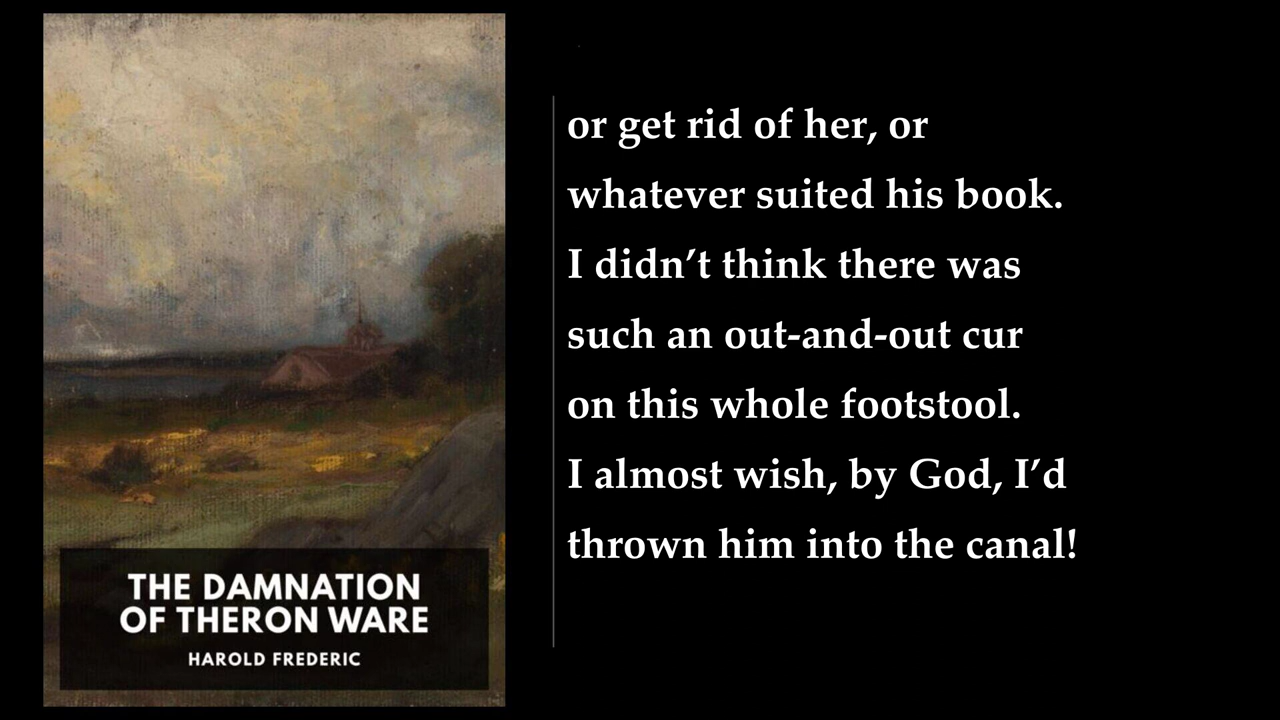 THE DAMNATION
OF THERON WARE
HAROLD FREDERIC
or get rid of her, or
whatever suited his book.
I didn’t think there was
such an out-and-out cur
on this whole footstool.
I almost wish, by God, I’d
thrown him into the canal!